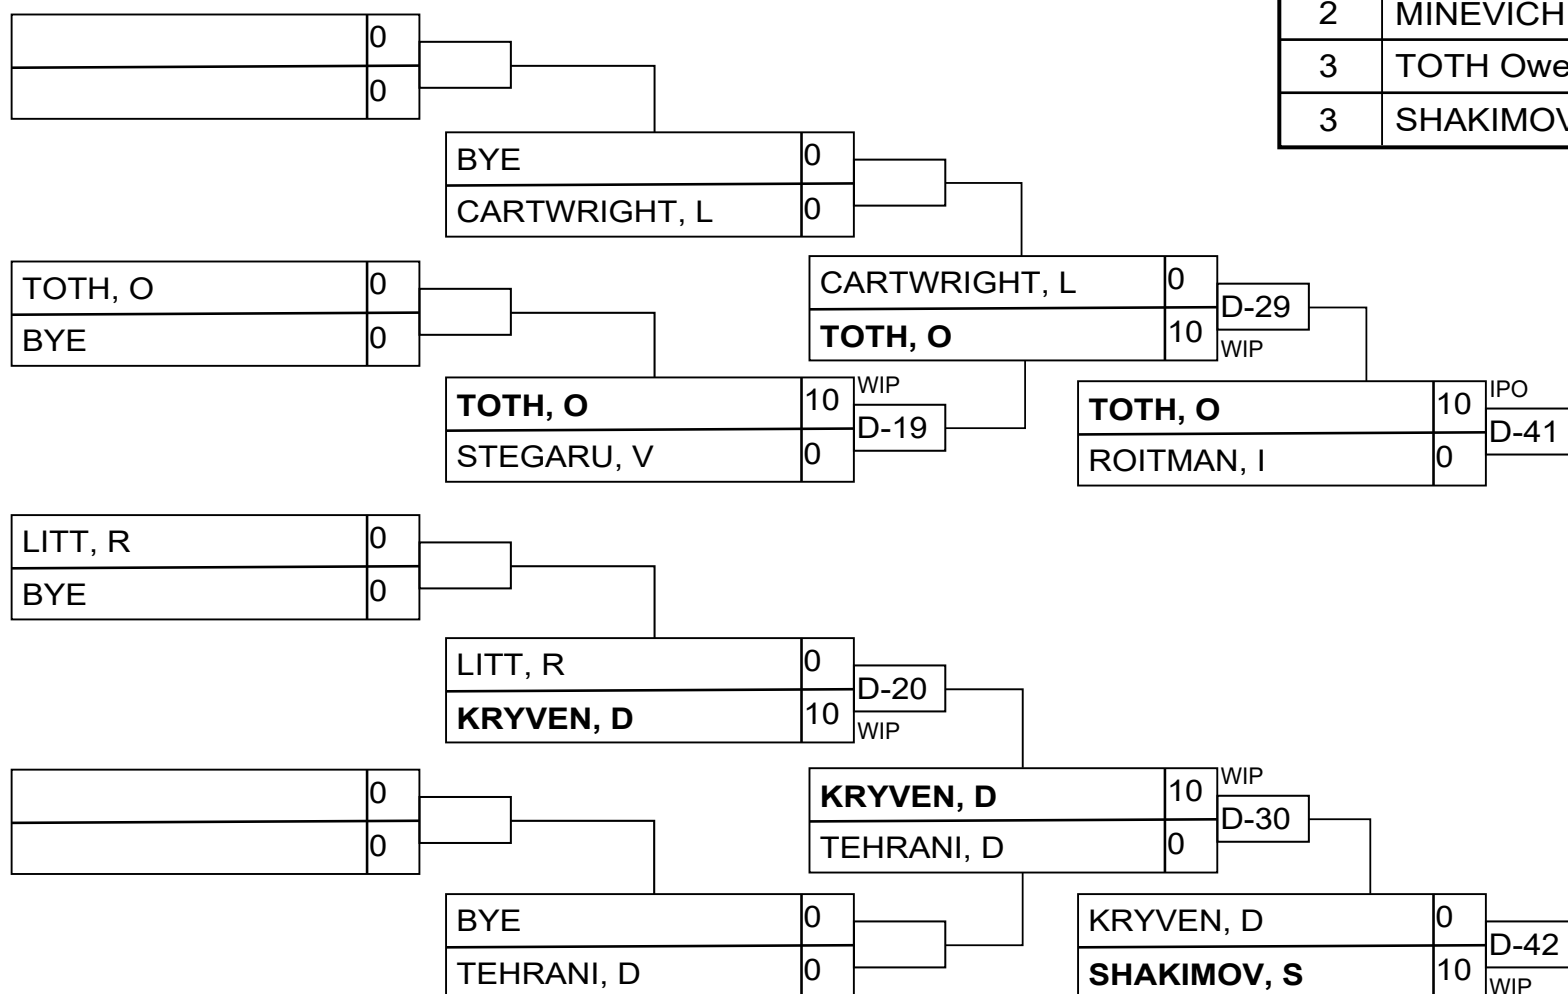 2 MINEVICH
3 TOTH Owe
3 SHAKIMOV
0
0
BYE 0
CARTWRIGHT, L 0
TOTH, O 0
BYE 0
CARTWRIGHT, L 0
D-29
TOTH, O 10
WIP
TOTH, O 10 WIP
D-19
STEGARU, V 0
TOTH, O 10 IPO
D-41
ROITMAN, I 0
LITT, R 0
BYE 0
LITT, R 0
D-20
KRYVEN, D 10
WIP
0
0
KRYVEN, D 10 WIP
D-30
TEHRANI, D 0
BYE 0
TEHRANI, D 0
KRYVEN, D 0
D-42
SHAKIMOV, S 10
WIP